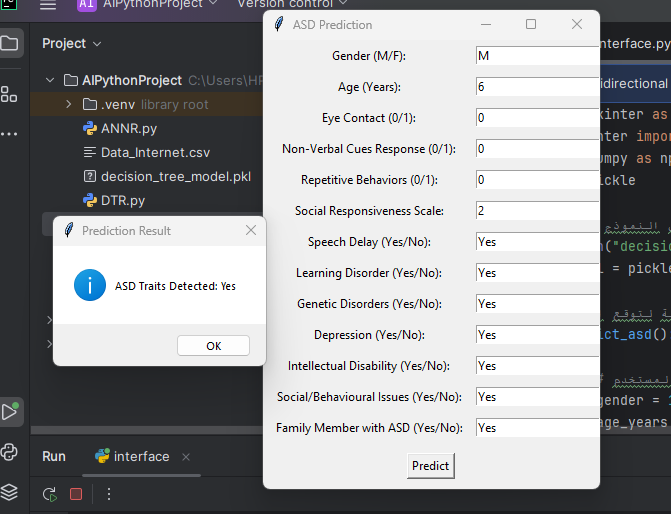 PC
AI AIPythonProject
Version control
Project
AIPythonProject C:\Users\HP
.venv library root
ANNR.py
Data_Internet.csv
decision_tree_model.pkl
DTR.py
ASD Prediction
Gender (M/F): M
Age (Years): 6
Eye Contact (0/1): 0
Non-Verbal Cues Response (0/1): 0
Repetitive Behaviors (0/1): 0
Social Responsiveness Scale: 2
Speech Delay (Yes/No): Yes
Learning Disorder (Yes/No): Yes
Genetic Disorders (Yes/No): Yes
Depression (Yes/No): Yes
Intellectual Disability (Yes/No): Yes
Social/Behavioural Issues (Yes/No): Yes
Family Member with ASD (Yes/No): Yes
Predict
Prediction Result
ASD Traits Detected: Yes
OK
nterface.py
idirectional
kinter as
nter impor
umpy as np
ickle
النموذج
n("decisio
l = pickle
لتوقع
ict_asd()
gender = 
age_years
Run
interface